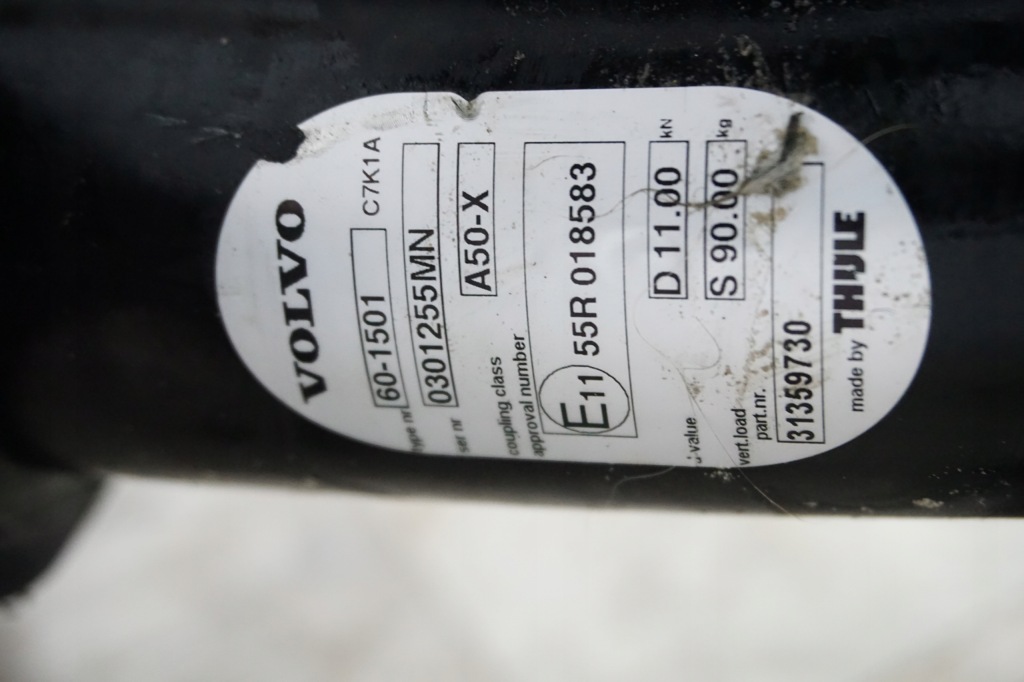 VOLVO
type nr 60-1501 C7K1A
ser nr 0301255MN
coupling class A50-X
approval number
E11 55R 018583
d-value D 11.00 kN
vert.load S 90.00 kg
part.nr.
31359730
made by THULE